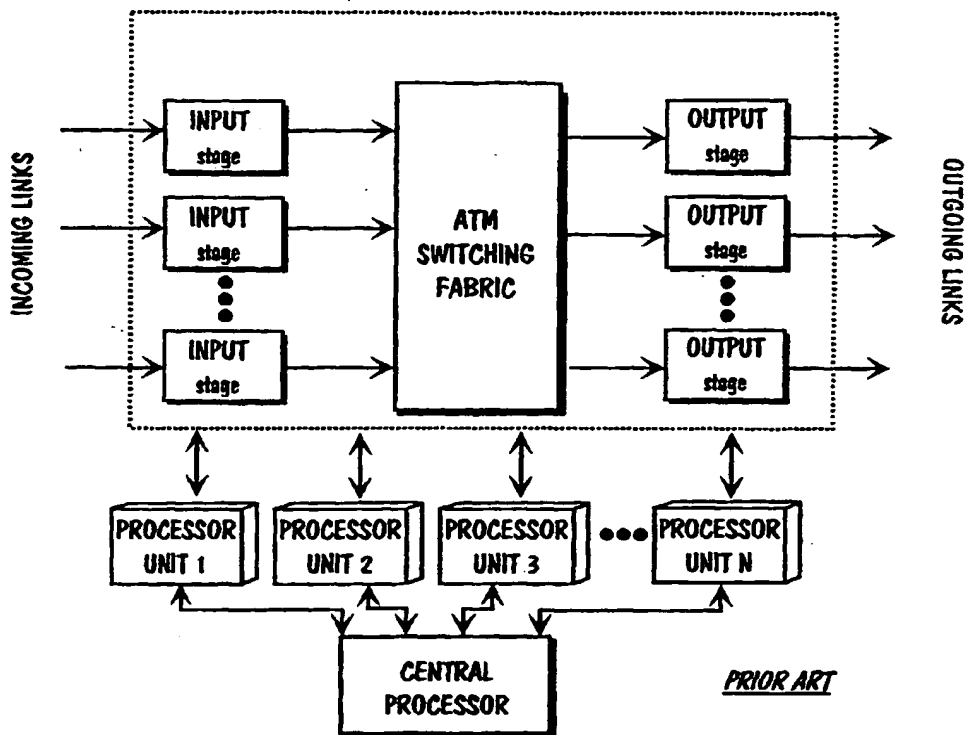 INCOMING LINKS
INPUT
stage
INPUT
stage
INPUT
stage
ATM
SWITCHING
FABRIC
OUTPUT
stage
OUTPUT
stage
OUTPUT
stage
OUTGOING LINKS
PROCESSOR
UNIT 1
PROCESSOR
UNIT 2
PROCESSOR
UNIT 3
PROCESSOR
UNIT N
CENTRAL
PROCESSOR
PRIOR ART